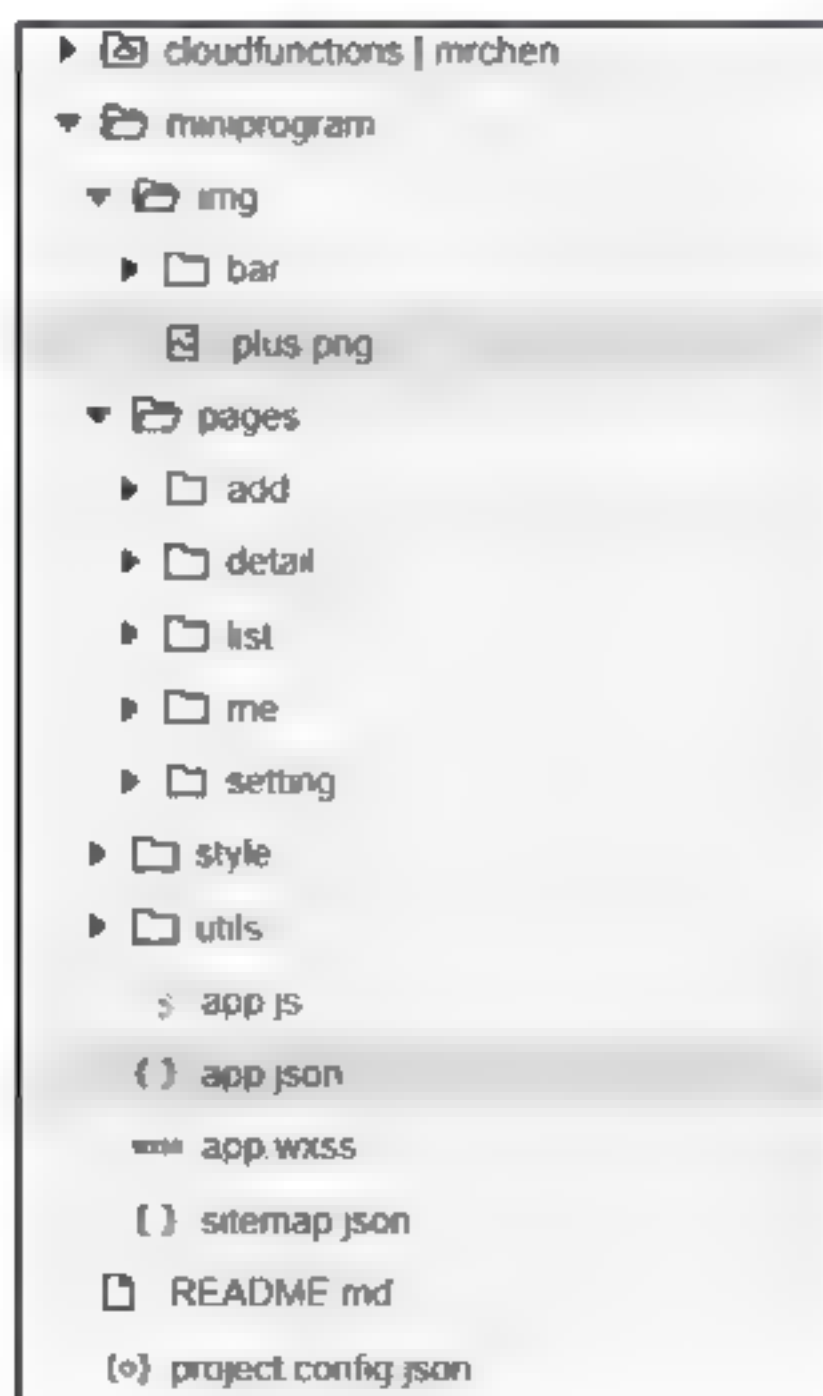 cloudfunctions | mrchen
miniprogram
img
bar
plus.png
pages
add
detail
list
me
setting
style
utils
app.js
app.json
app.wxss
sitemap.json
README.md
project.config.json